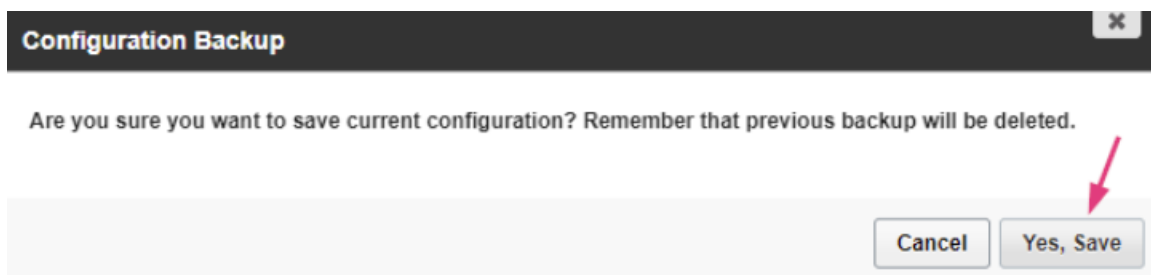 Configuration Backup
Are you sure you want to save current configuration? Remember that previous backup will be deleted.
Cancel
Yes, Save